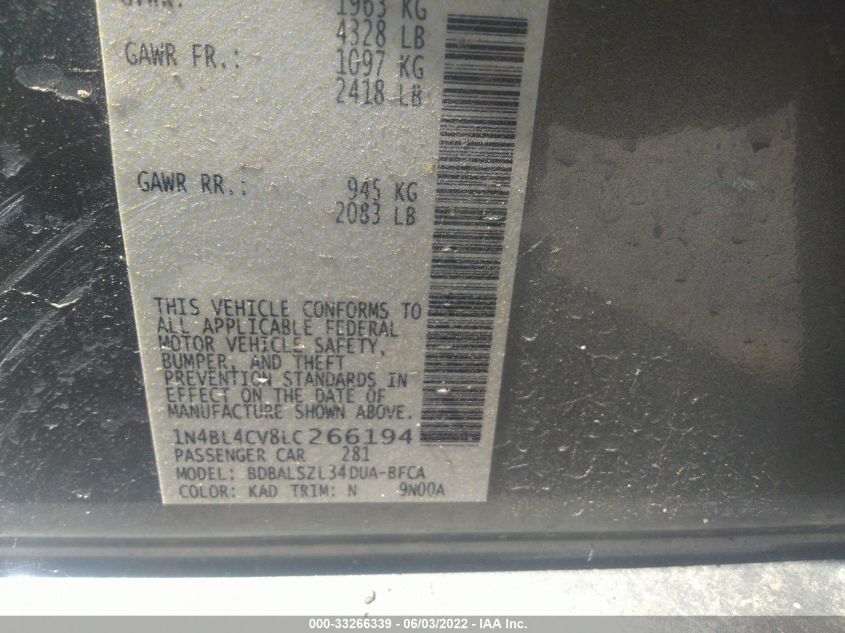 1963 KG
4328 LB
GAWR FR.: 1097 KG
2418 LB
GAWR RR.: 945 KG
2083 LB
THIS VEHICLE CONFORMS TO
ALL APPLICABLE FEDERAL
MOTOR VEHICLE SAFETY,
BUMPER, AND THEFT
PREVENTION STANDARDS IN
EFFECT ON THE DATE OF
MANUFACTURE SHOWN ABOVE.
1N4BL4CV8LC266194
PASSENGER CAR 281
MODEL: BDBALSZL34DUA-BFCA
COLOR: KAD TRIM: N 9N00A
000-33266339 - 06/03/2022 - IAA Inc.